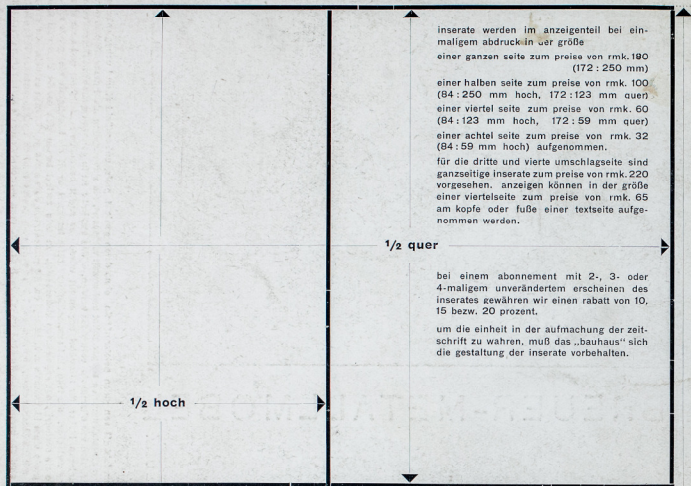 inserate werden im anzeigenteil bei ein-
maligem abdruck in der größe
einer ganzen seite zum preise von rmk. 180
(172 : 250 mm)
einer halben seite zum preise von rmk. 100
(84 : 250 mm hoch, 172 : 123 mm quer)
einer viertel seite zum preise von rmk. 60
(84 : 123 mm hoch, 172 : 59 mm quer)
einer achtel seite zum preise von rmk. 32
(84 : 59 mm hoch) aufgenommen.
für die dritte und vierte umschlagseite sind
ganzseitige inserate zum preise von rmk. 220
vorgesehen. anzeigen können in der größe
einer viertelseite zum preise von rmk. 65
am kopfe oder fuße einer textseite aufge-
nommen werden.
1/2 quer
bei einem abonnement mit 2-, 3- oder
4-maligem unverändertem erscheinen des
inserates gewähren wir einen rabatt von 10,
15 bezw. 20 prozent.
um die einheit in der aufmachung der zeit-
schrift zu wahren, muß das „bauhaus“ sich
die gestaltung der inserate vorbehalten.
1/2 hoch
BREUER-METALLMÖBEL